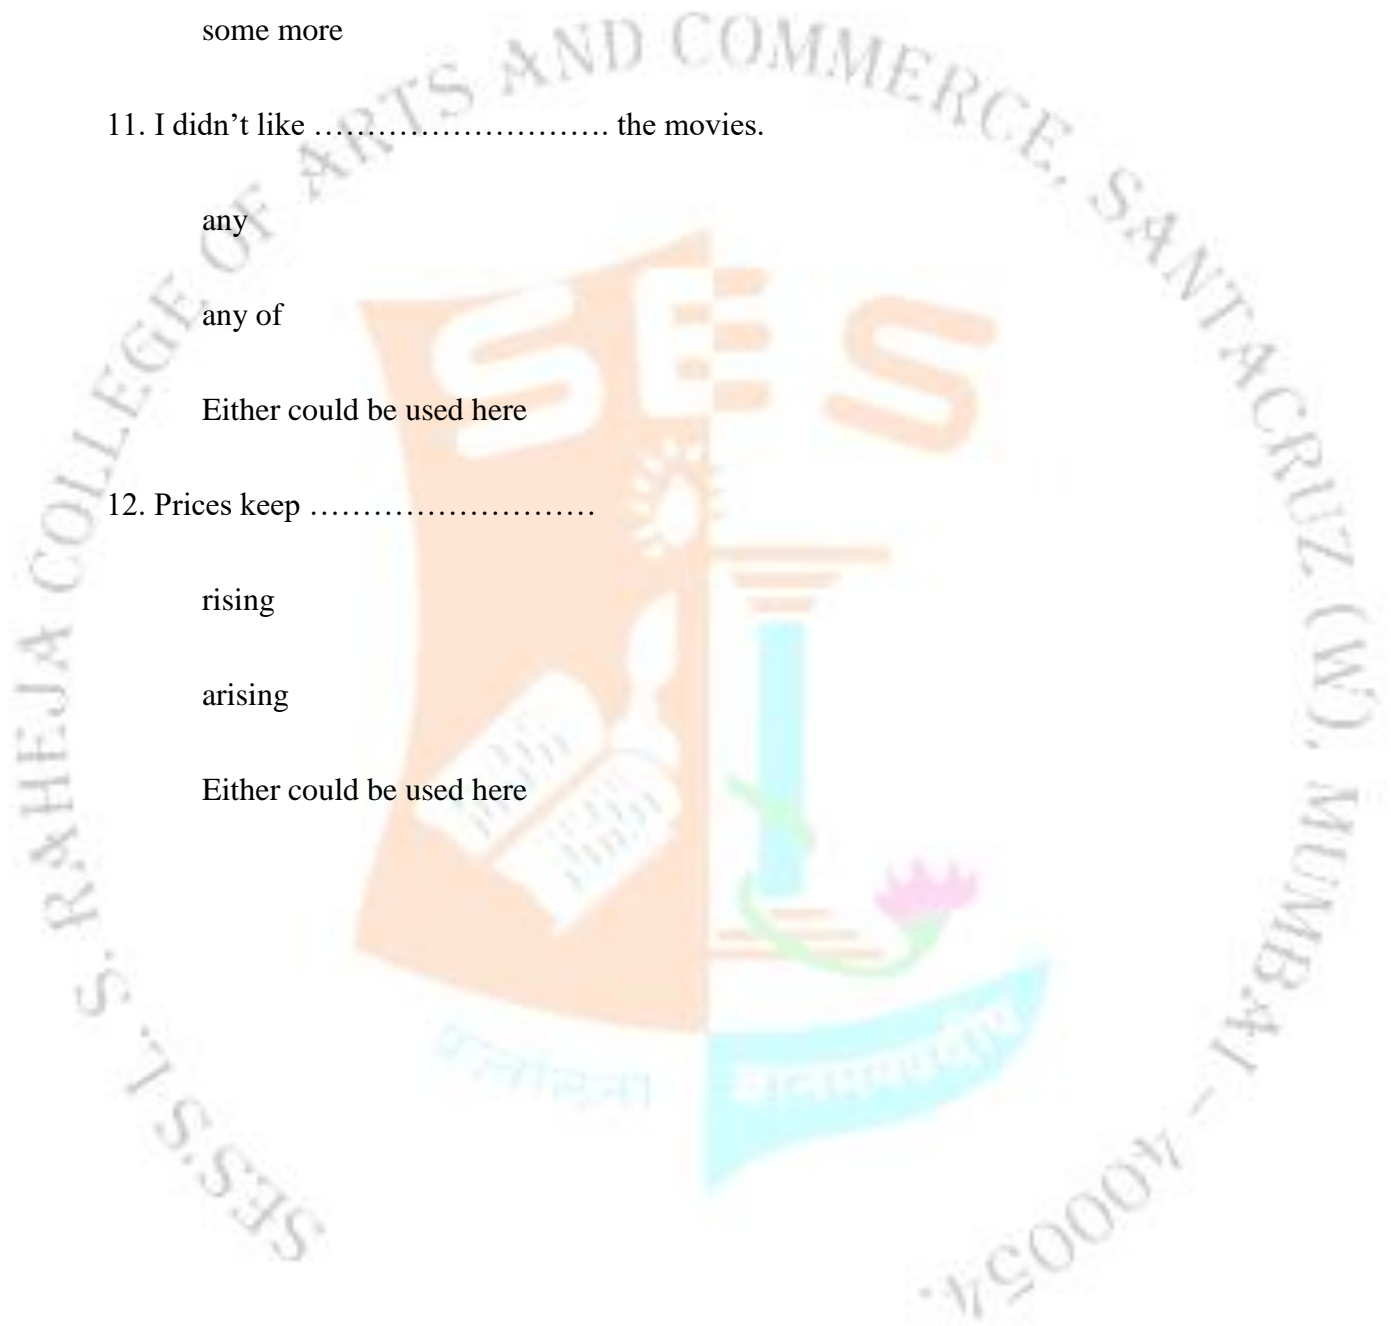 some more
11. I didn’t like ………………………. the movies.
any
any of
Either could be used here
12. Prices keep ………………………
rising
arising
Either could be used here
SES'S L. S. RAHEJA COLLEGE OF ARTS AND COMMERCE, SANTACRUZ (W), MUMBAI – 400054.
SES